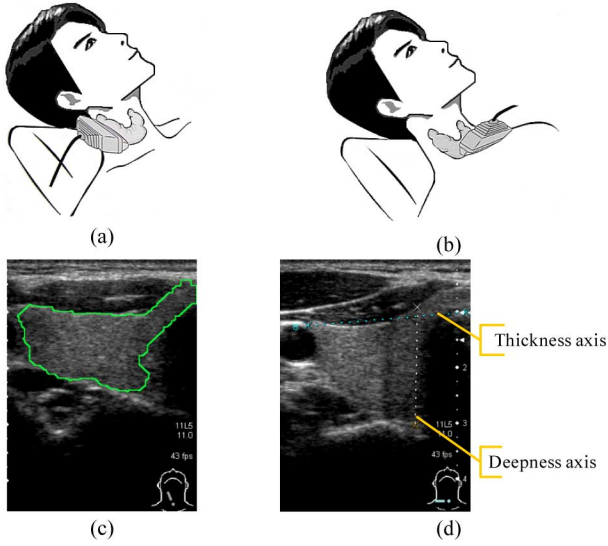 (a)
(b)
Thickness axis
2
11L5
11.0
43 fps
11L5
11.0
3
43 fps
Deepness axis
4
(c)
(d)